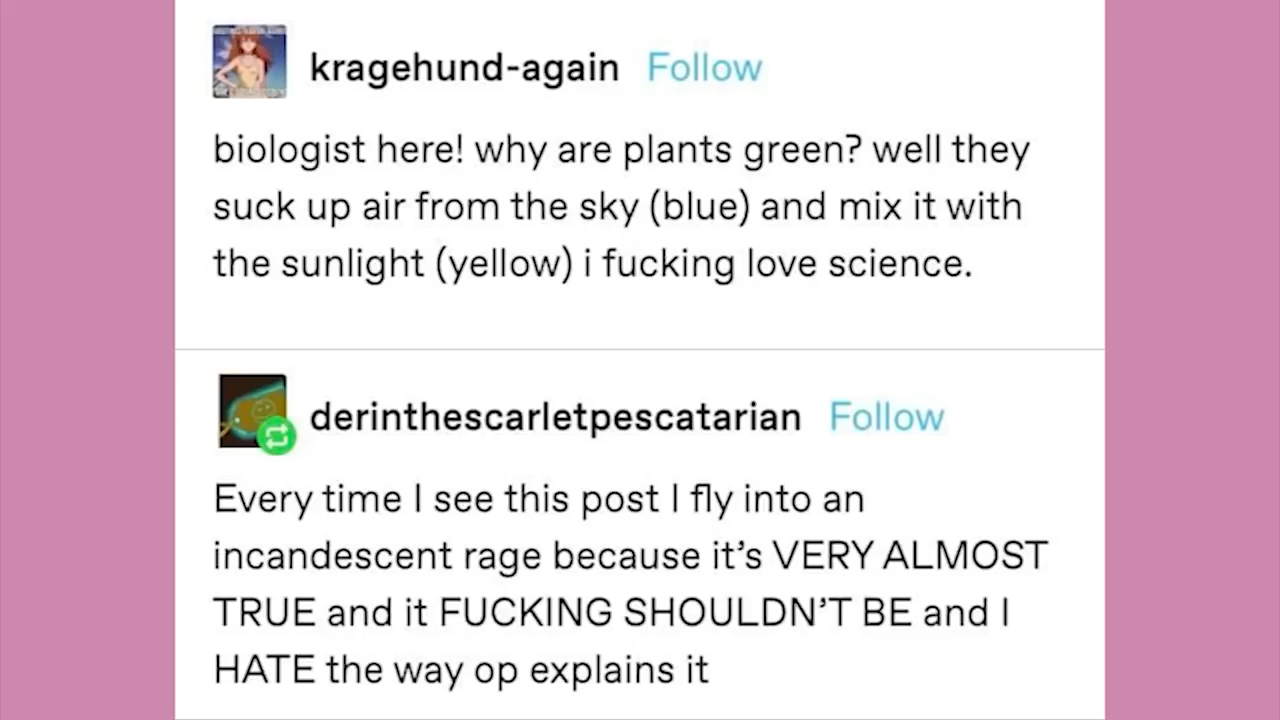 kragehund-again Follow
biologist here! why are plants green? well they
suck up air from the sky (blue) and mix it with
the sunlight (yellow) i fucking love science.
derinthescarletpescatarian Follow
Every time I see this post I fly into an
incandescent rage because it’s VERY ALMOST
TRUE and it FUCKING SHOULDN’T BE and I
HATE the way op explains it